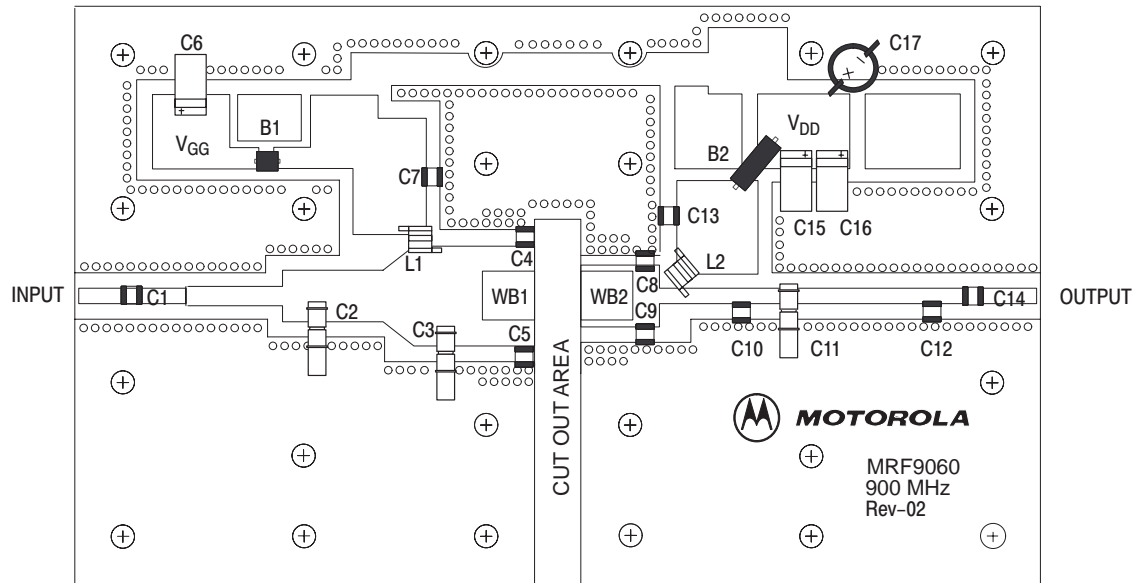 C6
C17
B1
VGG
B2
VDD
C7
C13
C15 C16
L1
C4
L2
C8
INPUT
C1
WB1
WB2
C14
OUTPUT
C2
C3
C5
C9
C10
C11
C12
CUT OUT AREA
MOTOROLA
MRF9060
900 MHz
Rev−02